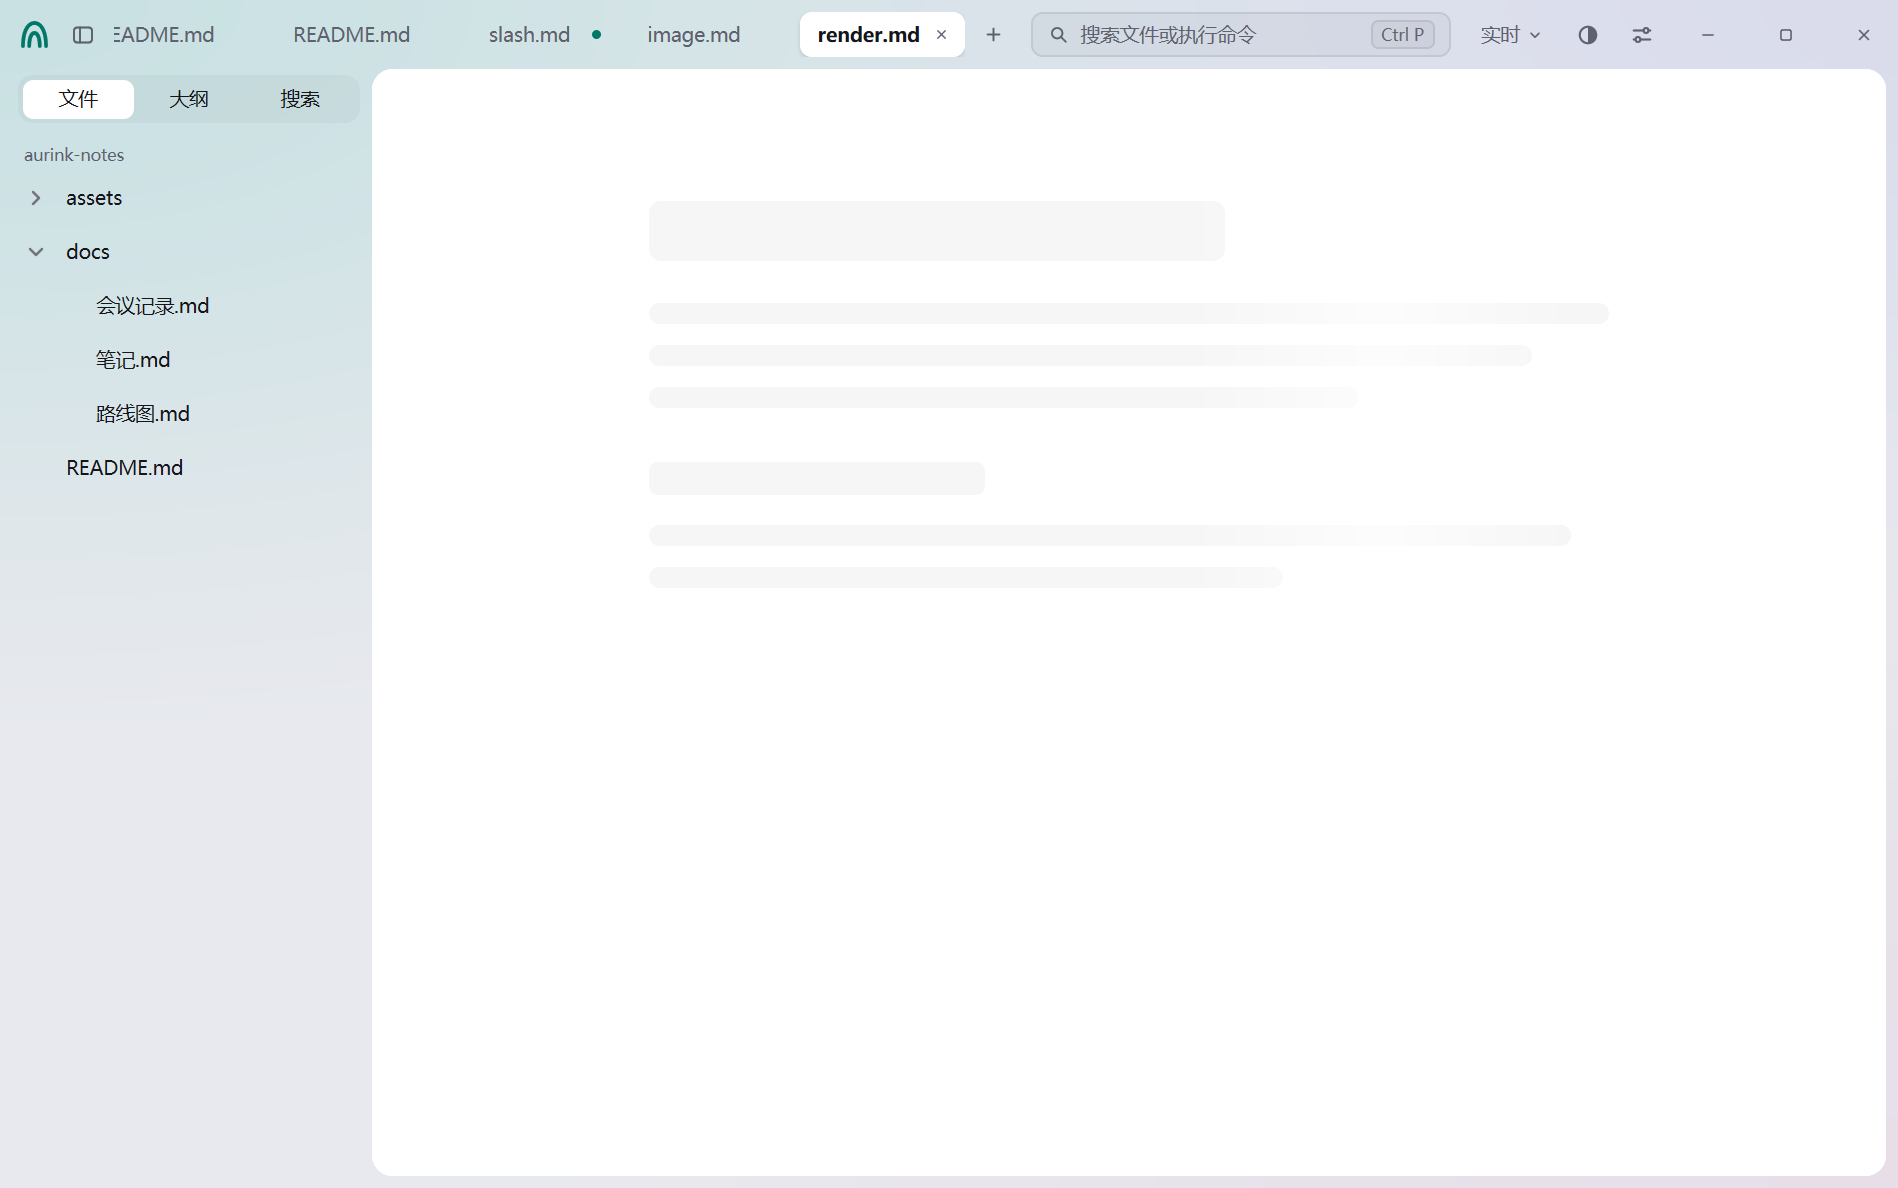 EADME.md README.md slash.md image.md render.md 搜索文件或执行命令 Ctrl P 实时
文件 大纲 搜索
aurink-notes
assets
docs
会议记录.md
笔记.md
路线图.md
README.md